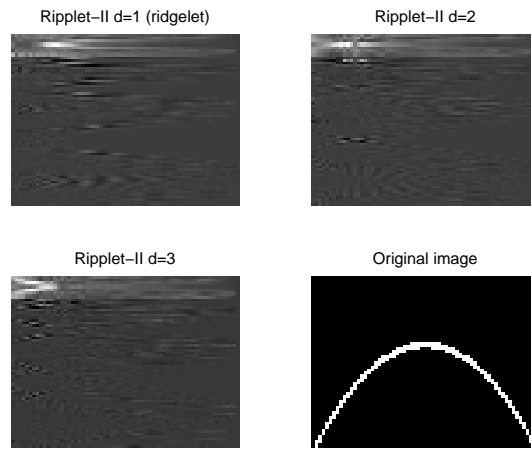 Ripplet−II d=1 (ridgelet)
Ripplet−II d=2
Ripplet−II d=3
Original image